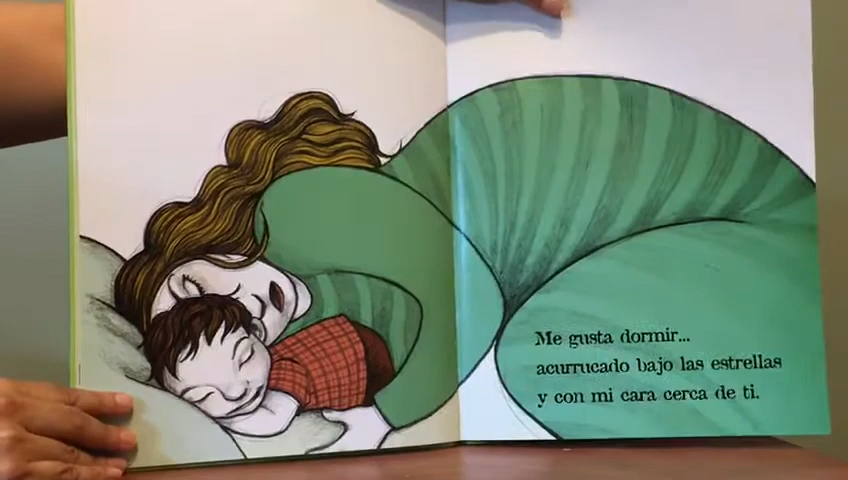 Me gusta dormir...
acurrucado bajo las estrellas
y con mi cara cerca de ti.